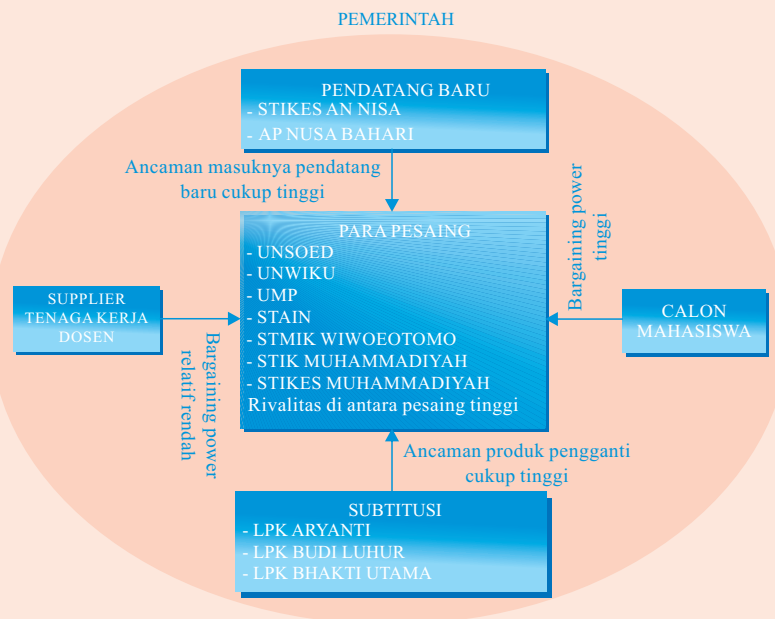 PEMERINTAH
PENDATANG BARU
- STIKES AN NISA
- AP NUSA BAHARI
Ancaman masuknya pendatang
baru cukup tinggi
Bargaining power
tinggi
PARA PESAING
- UNSOED
- UNWIKU
- UMP
- STAIN
- STMIK WIWOEOTOMO
- STIK MUHAMMADIYAH
- STIKES MUHAMMADIYAH
Rivalitas di antara pesaing tinggi
SUPPLIER
TENAGA KERJA
DOSEN
Bargaining power
relatif rendah
CALON
MAHASISWA
Ancaman produk pengganti
cukup tinggi
SUBTITUSI
- LPK ARYANTI
- LPK BUDI LUHUR
- LPK BHAKTI UTAMA